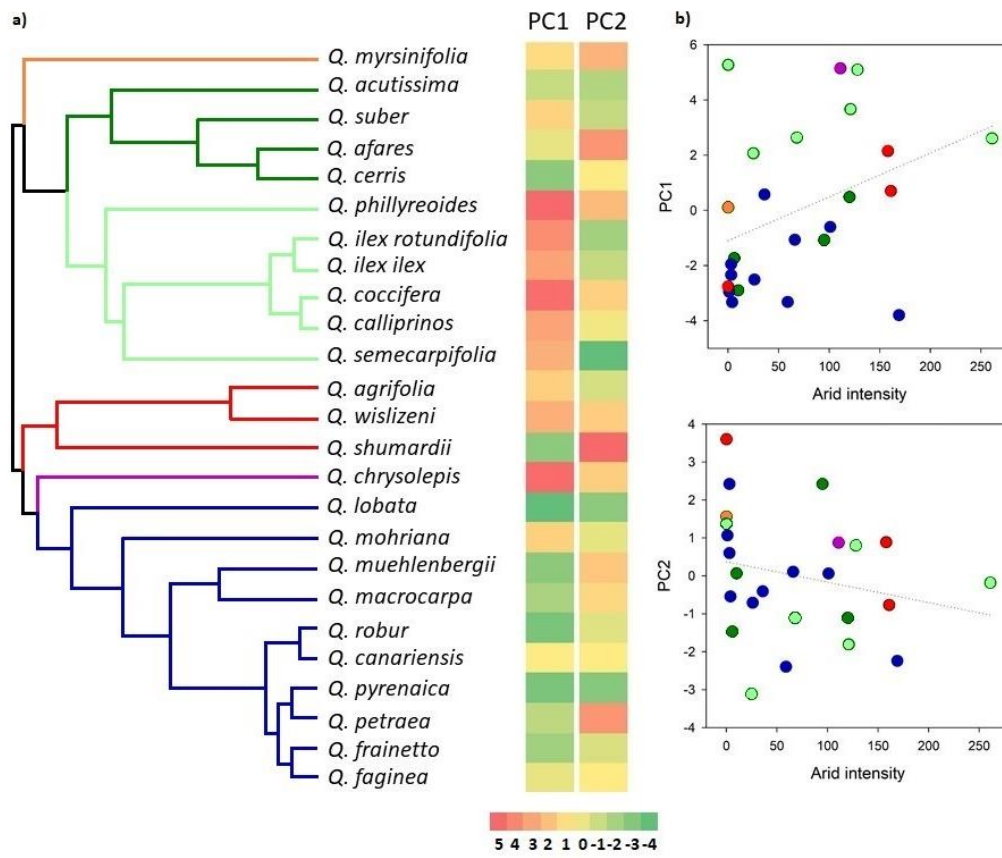 a)
PC1 PC2
Q. myrsinifolia
Q. acutissima
Q. suber
Q. afares
Q. cerris
Q. phillyreoides
Q. ilex rotundifolia
Q. ilex ilex
Q. coccifera
Q. calliprinos
Q. semecarpifolia
Q. agrifolia
Q. wislizeni
Q. shumardii
Q. chrysolepis
Q. lobata
Q. mohriana
Q. muehlenbergii
Q. macrocarpa
Q. robur
Q. canariensis
Q. pyrenaica
Q. petraea
Q. frainetto
Q. faginea
5 4 3 2 1 0 -1 -2 -3 -4
b)
PC1
6
4
2
0
-2
-4
0 50 100 150 200 250
Arid intensity
PC2
4
3
2
1
0
-1
-2
-3
-4
0 50 100 150 200 250
Arid intensity